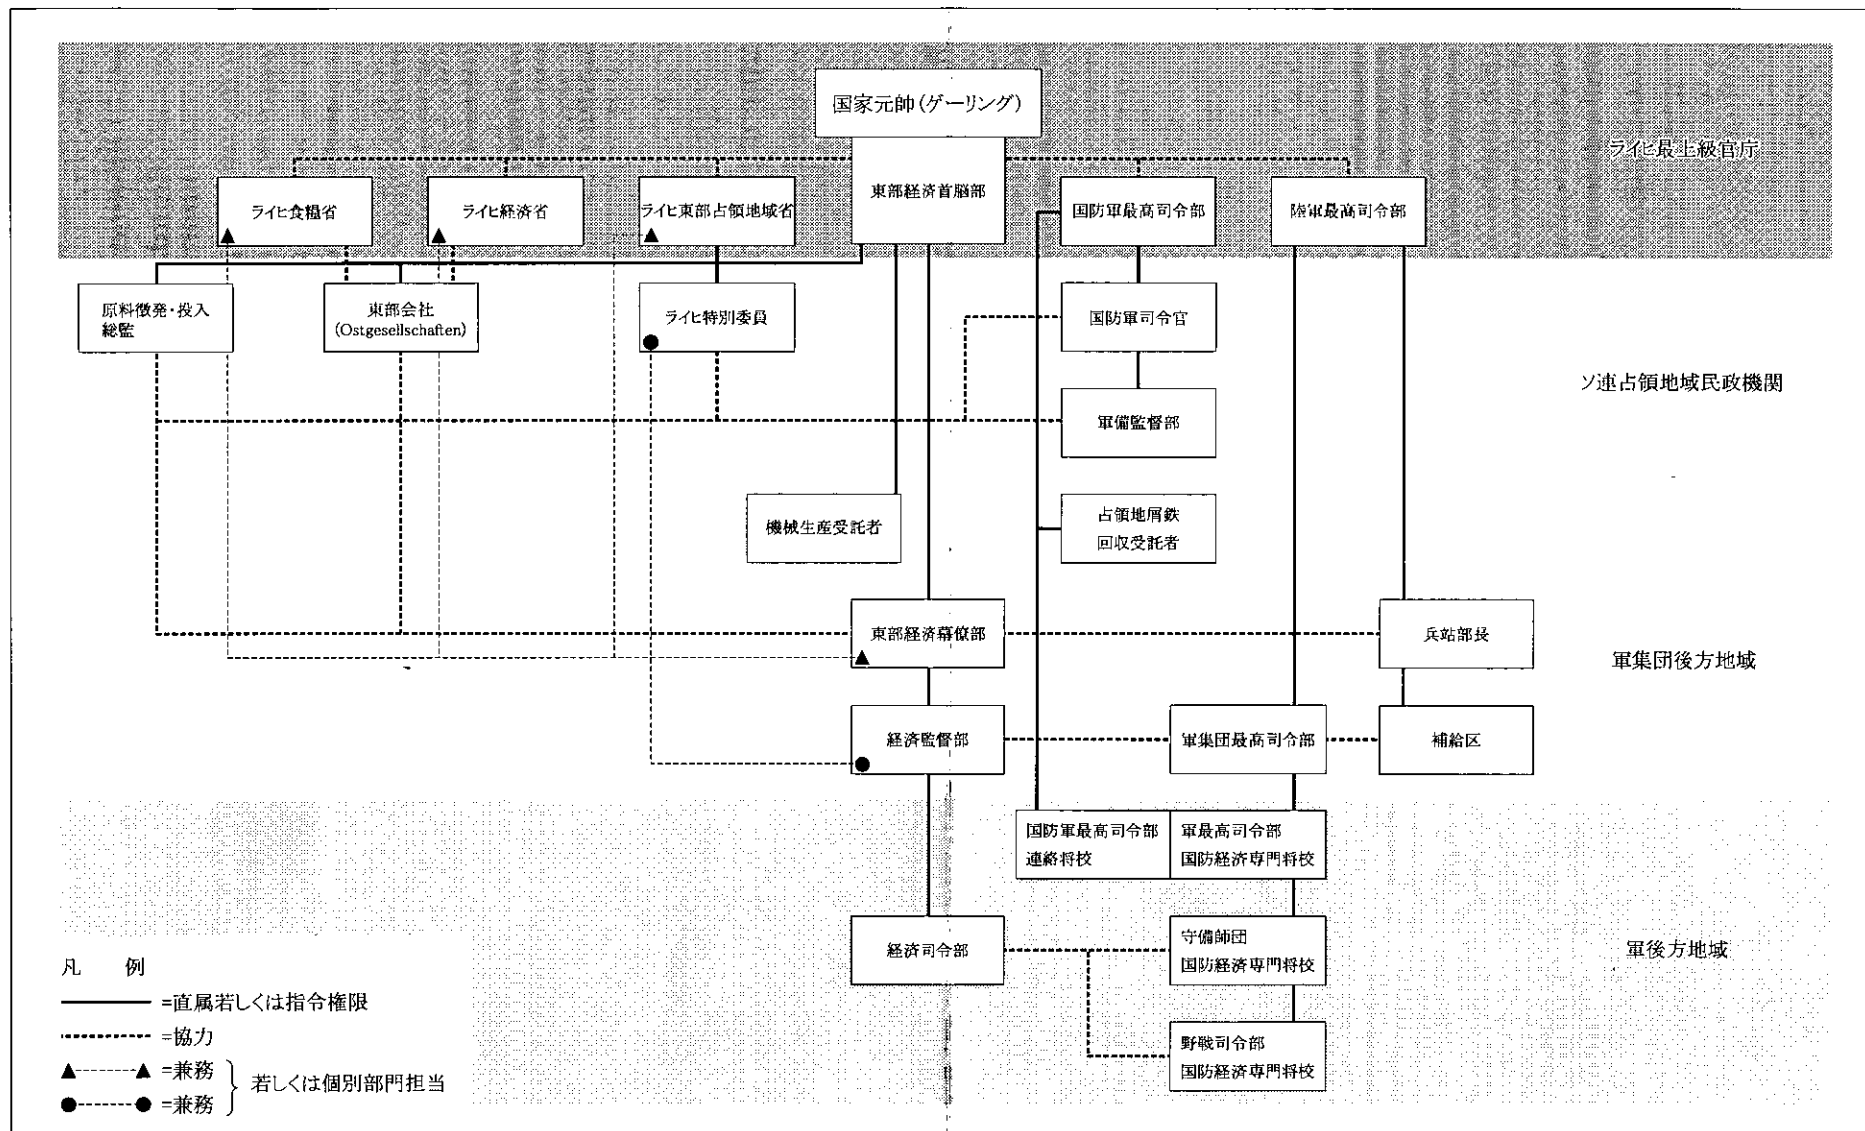 国家元帥(ゲーリング)
ライヒ最上級官庁
東部経済首脳部
ライヒ食糧省
ライヒ経済省
ライヒ東部占領地域省
国防軍最高司令部
陸軍最高司令部
原料徴発・投入
総監
東部会社
(Ostgesellschaften)
ライヒ特別委員
国防軍司令官
ソ連占領地域民政機関
軍備監督部
機械生産受託者
占領地屑鉄
回収受託者
東部経済幕僚部
兵站部長
軍集団後方地域
経済監督部
軍集団最高司令部
補給区
国防軍最高司令部
連絡将校
軍最高司令部
国防経済専門将校
経済司令部
守備師団
国防経済専門将校
軍後方地域
野戦司令部
国防経済専門将校
凡 例
=直属若しくは指令権限
=協力
=兼務
=兼務
若しくは個別部門担当